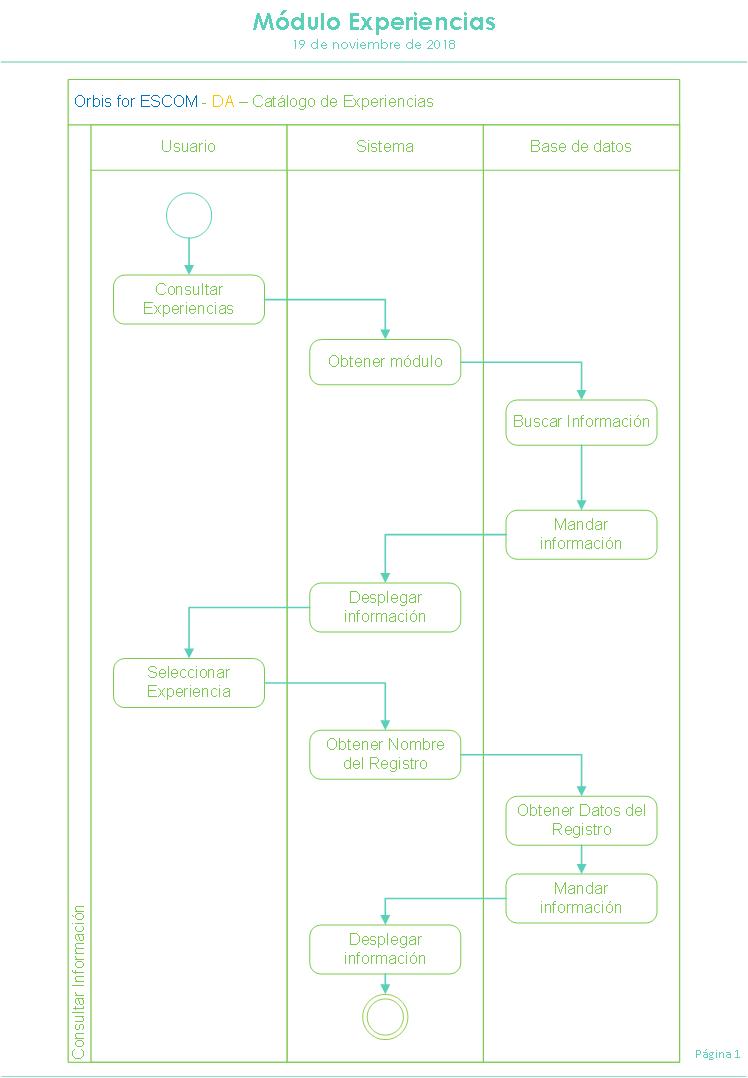 Módulo Experiencias
19 de noviembre de 2018
Orbis for ESCOM - DA – Catálogo de Experiencias
Usuario
Sistema
Base de datos
Consultar
Experiencias
Obtener módulo
Buscar Información
Mandar
información
Desplegar
información
Seleccionar
Experiencia
Obtener Nombre
del Registro
Obtener Datos del
Registro
Mandar
información
Desplegar
información
Consultar Información
Página 1